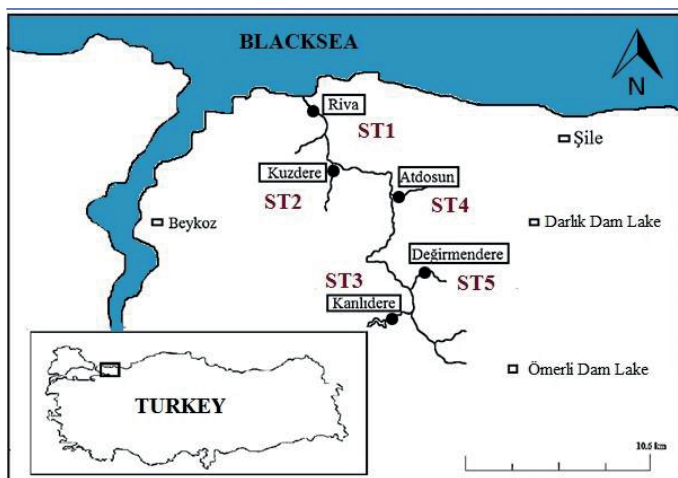 BLACKSEA
N
Riva
ST1
Şile
Kuzdere
Atdosun
ST2
ST4
Beykoz
Darlık Dam Lake
Değirmendere
ST3
ST5
Kanlıdere
Ömerli Dam Lake
TURKEY
10.5 km